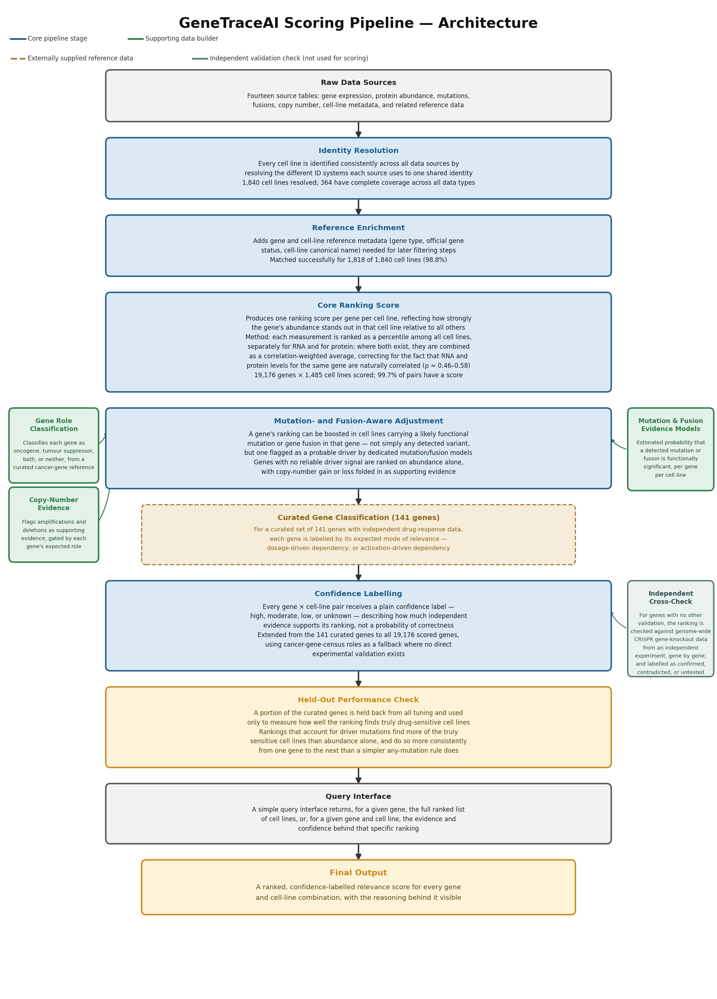 GeneTraceAI Scoring Pipeline — Architecture
Core pipeline stage
Supporting data builder
Externally supplied reference data
Independent validation check (not used for scoring)
Raw Data Sources
Fourteen source tables: gene expression, protein abundance, mutations,
fusions, copy number, cell-line metadata, and related reference data
Identity Resolution
Every cell line is identified consistently across all data sources by
resolving the different ID systems each source uses to one shared identity
1,840 cell lines resolved; 364 have complete coverage across all data types
Reference Enrichment
Adds gene and cell-line reference metadata (gene type, official gene
status, cell-line canonical name) needed for later filtering steps
Matched successfully for 1,818 of 1,840 cell lines (98.8%)
Core Ranking Score
Produces one ranking score per gene per cell line, reflecting how strongly
the gene's abundance stands out in that cell line relative to all others
Method: each measurement is ranked as a percentile among all cell lines,
separately for RNA and for protein; where both exist, they are combined
as a correlation-weighted average, correcting for the fact that RNA and
protein levels for the same gene are naturally correlated (ρ ≈ 0.46–0.58)
19,176 genes × 1,485 cell lines scored; 99.7% of pairs have a score
Gene Role
Classification
Classifies each gene as
oncogene, tumour suppressor,
both, or neither, from a
curated cancer-gene reference
Mutation- and Fusion-Aware Adjustment
A gene's ranking can be boosted in cell lines carrying a likely functional
mutation or gene fusion in that gene — not simply any detected variant,
but one flagged as a probable driver by dedicated mutation/fusion models
Genes with no reliable driver signal are ranked on abundance alone,
with copy-number gain or loss folded in as supporting evidence
Mutation & Fusion
Evidence Models
Estimated probability that
a detected mutation or
fusion is functionally
significant, per gene
per cell line
Copy-Number
Evidence
Flags amplifications and
deletions as supporting
evidence, gated by each
gene's expected role
Curated Gene Classification (141 genes)
For a curated set of 141 genes with independent drug-response data,
each gene is labelled by its expected mode of relevance —
dosage-driven dependency, or activation-driven dependency
Confidence Labelling
Every gene × cell-line pair receives a plain confidence label —
high, moderate, low, or unknown — describing how much independent
evidence supports its ranking, not a probability of correctness
Extended from the 141 curated genes to all 19,176 scored genes,
using cancer-gene-census roles as a fallback where no direct
experimental validation exists
Independent
Cross-Check
For genes with no other
validation, the ranking is
checked against genome-wide
CRISPR gene-knockout data
from an independent
experiment, gene by gene,
and labelled as confirmed,
contradicted, or untested
Held-Out Performance Check
A portion of the curated genes is held back from all tuning and used
only to measure how well the ranking finds truly drug-sensitive cell lines
Rankings that account for driver mutations find more of the truly
sensitive cell lines than abundance alone, and do so more consistently
from one gene to the next than a simpler any-mutation rule does
Query Interface
A simple query interface returns, for a given gene, the full ranked list
of cell lines, or, for a given gene and cell line, the evidence and
confidence behind that specific ranking
Final Output
A ranked, confidence-labelled relevance score for every gene
and cell-line combination, with the reasoning behind it visible